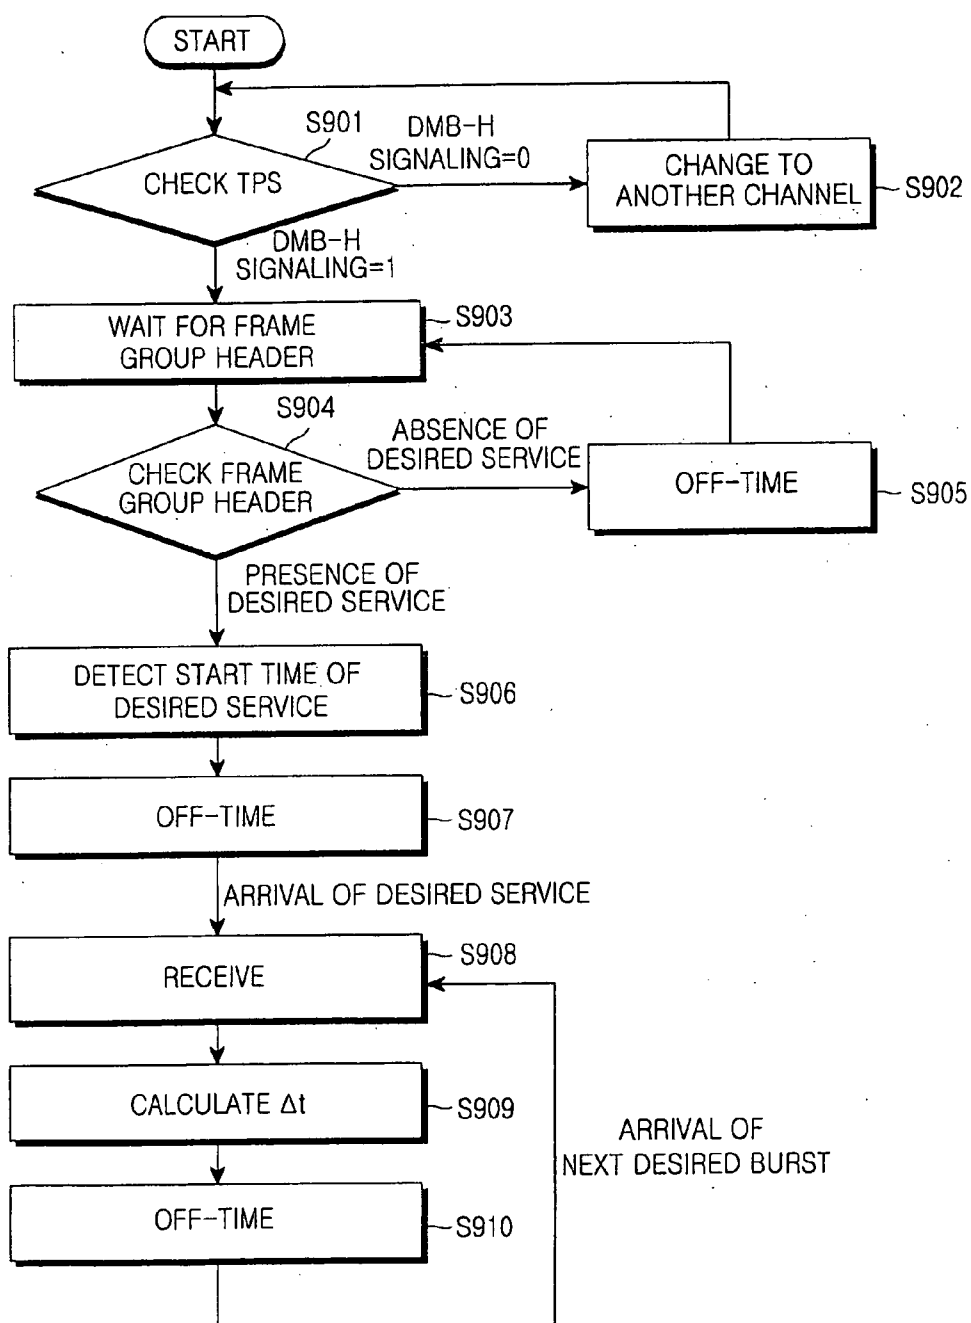 START
S901
DMB-H
SIGNALING=0
CHECK TPS
CHANGE TO
ANOTHER CHANNEL
S902
DMB-H
SIGNALING=1
WAIT FOR FRAME
GROUP HEADER
S903
S904
ABSENCE OF
DESIRED SERVICE
CHECK FRAME
GROUP HEADER
OFF-TIME
S905
PRESENCE OF
DESIRED SERVICE
DETECT START TIME OF
DESIRED SERVICE
S906
OFF-TIME
S907
ARRIVAL OF DESIRED SERVICE
RECEIVE
S908
CALCULATE Δt
S909
ARRIVAL OF
NEXT DESIRED BURST
OFF-TIME
S910